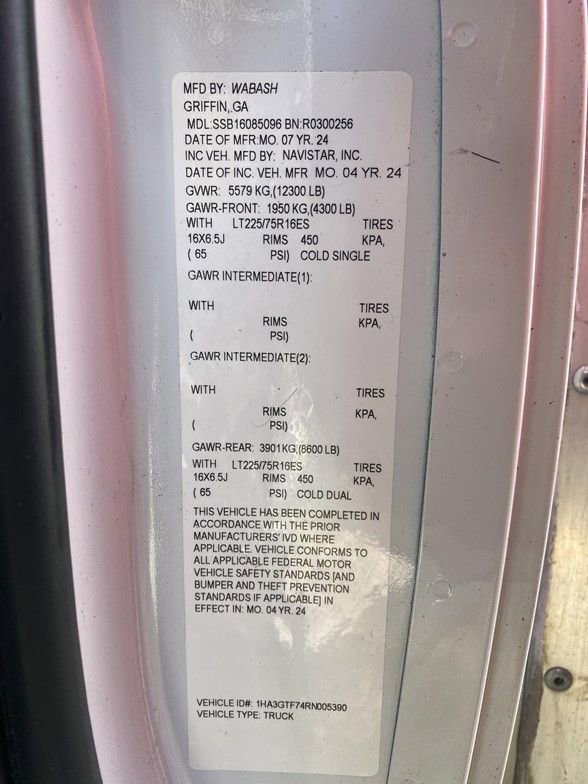 MFD BY: WABASH
GRIFFIN, GA
MDL:SSB16085096 BN:R0300256
DATE OF MFR:MO. 07 YR. 24
INC VEH. MFD BY: NAVISTAR, INC.
DATE OF INC. VEH. MFR MO. 04 YR. 24
GVWR: 5579 KG,(12300 LB)
GAWR-FRONT: 1950 KG,(4300 LB)
WITH LT225/75R16ES TIRES
16X6.5J RIMS 450 KPA,
( 65 PSI) COLD SINGLE
GAWR INTERMEDIATE(1):
WITH TIRES
RIMS KPA,
( PSI)
GAWR INTERMEDIATE(2):
WITH TIRES
RIMS KPA,
( PSI)
GAWR-REAR: 3901KG,(8600 LB)
WITH LT225/75R16ES TIRES
16X6.5J RIMS 450 KPA,
( 65 PSI) COLD DUAL
THIS VEHICLE HAS BEEN COMPLETED IN
ACCORDANCE WITH THE PRIOR
MANUFACTURERS' IVD WHERE
APPLICABLE. VEHICLE CONFORMS TO
ALL APPLICABLE FEDERAL MOTOR
VEHICLE SAFETY STANDARDS [AND
BUMPER AND THEFT PREVENTION
STANDARDS IF APPLICABLE] IN
EFFECT IN: MO. 04 YR. 24
VEHICLE ID#: 1HA3GTF74RN005390
VEHICLE TYPE: TRUCK